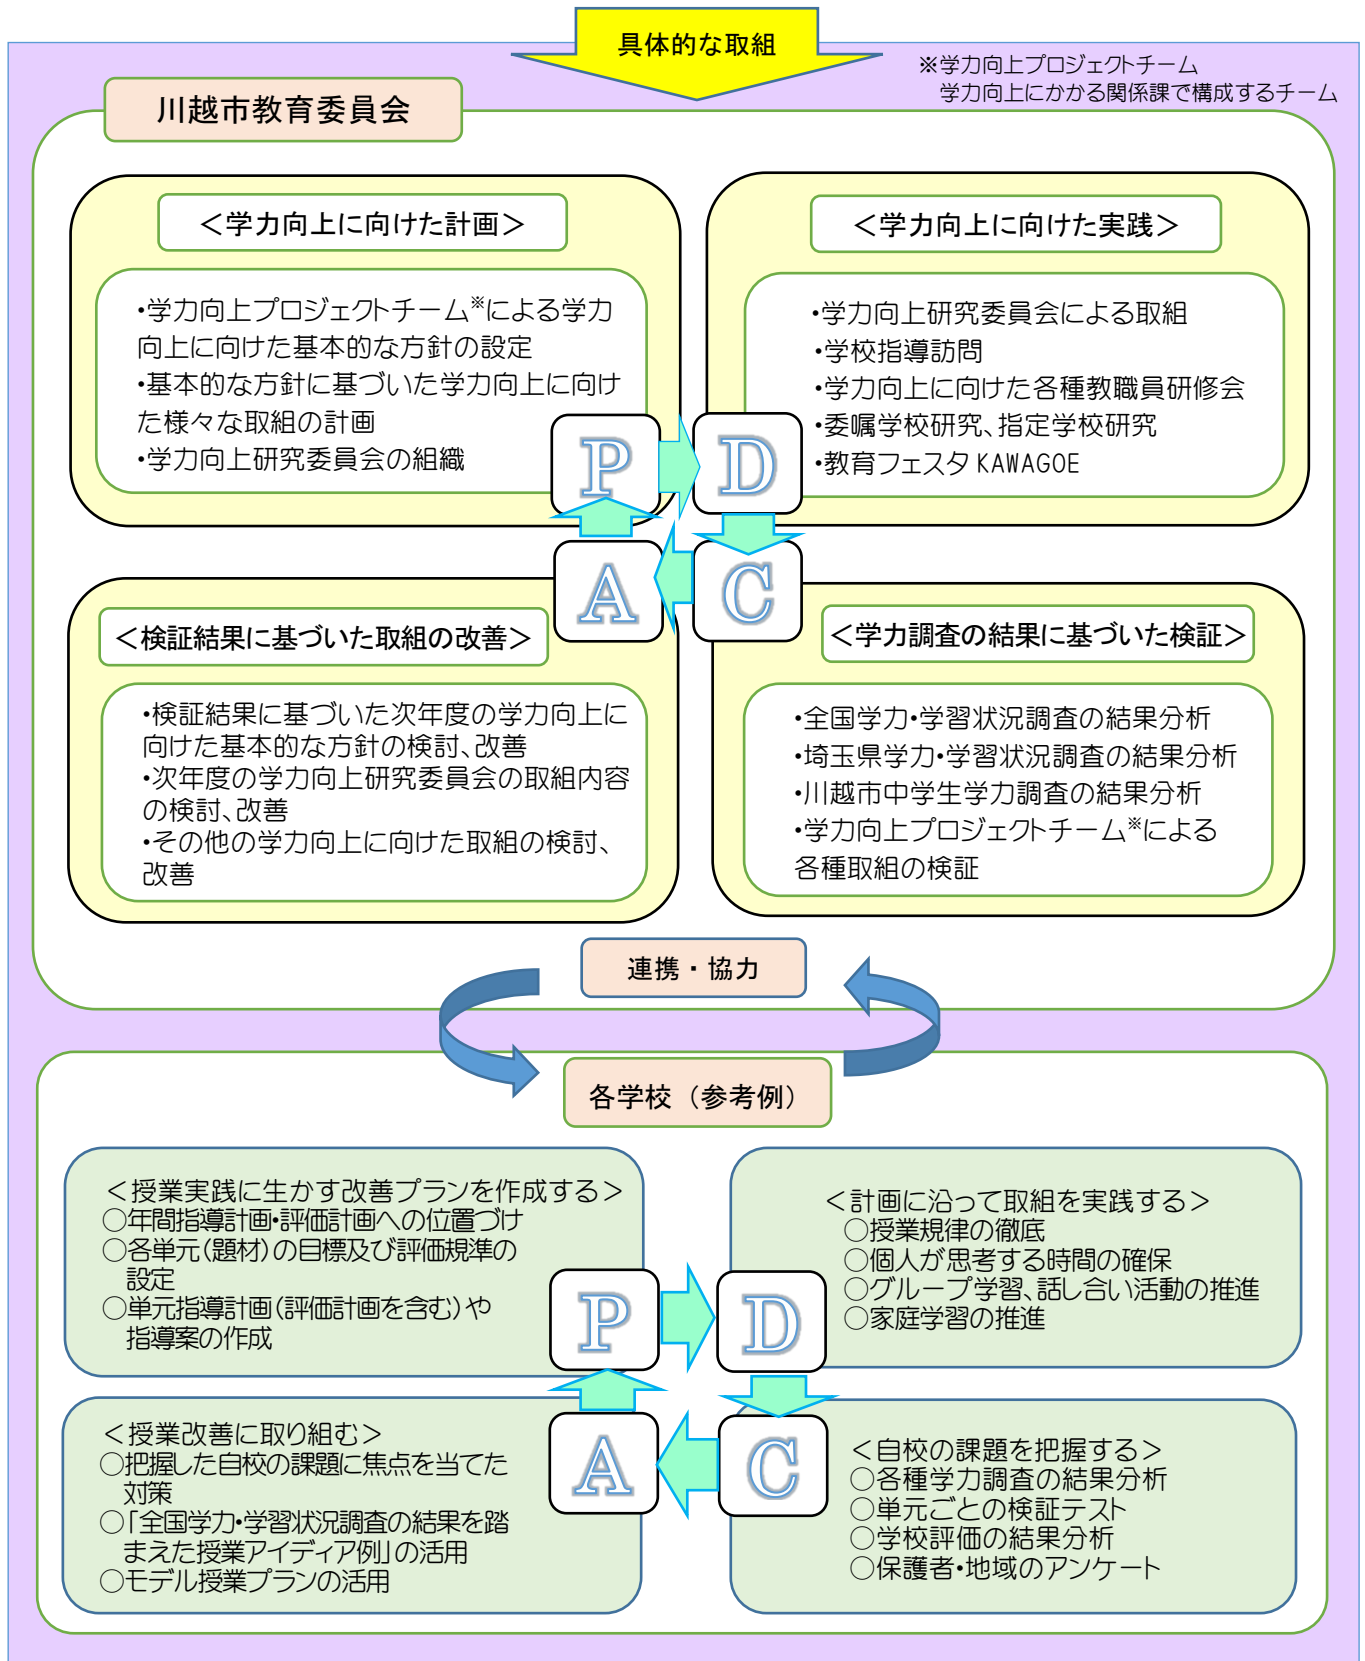 具体的な取組
※学力向上プロジェクトチーム
学力向上にかかる関係課で構成するチーム
川越市教育委員会
＜学力向上に向けた計画＞
・学力向上プロジェクトチーム※による学力
向上に向けた基本的な方針の設定
・基本的な方針に基づいた学力向上に向け
た様々な取組の計画
・学力向上研究委員会の組織
P
＜学力向上に向けた実践＞
・学力向上研究委員会による取組
・学校指導訪問
・学力向上に向けた各種教職員研修会
・委嘱学校研究、指定学校研究
・教育フェスタ KAWAGOE
D
A
＜検証結果に基づいた取組の改善＞
・検証結果に基づいた次年度の学力向上に
向けた基本的な方針の検討、改善
・次年度の学力向上研究委員会の取組内容
の検討、改善
・その他の学力向上に向けた取組の検討、
改善
C
＜学力調査の結果に基づいた検証＞
・全国学力・学習状況調査の結果分析
・埼玉県学力・学習状況調査の結果分析
・川越市中学生学力調査の結果分析
・学力向上プロジェクトチーム※による
各種取組の検証
連携・協力
各学校（参考例）
＜授業実践に生かす改善プランを作成する＞
○年間指導計画・評価計画への位置づけ
○各単元（題材）の目標及び評価規準の
設定
○単元指導計画（評価計画を含む）や
指導案の作成
P
＜計画に沿って取組を実践する＞
○授業規律の徹底
○個人が思考する時間の確保
○グループ学習、話し合い活動の推進
○家庭学習の推進
D
＜授業改善に取り組む＞
○把握した自校の課題に焦点を当てた
対策
○「全国学力・学習状況調査の結果を踏
まえた授業アイディア例」の活用
○モデル授業プランの活用
A
C
＜自校の課題を把握する＞
○各種学力調査の結果分析
○単元ごとの検証テスト
○学校評価の結果分析
○保護者・地域のアンケート